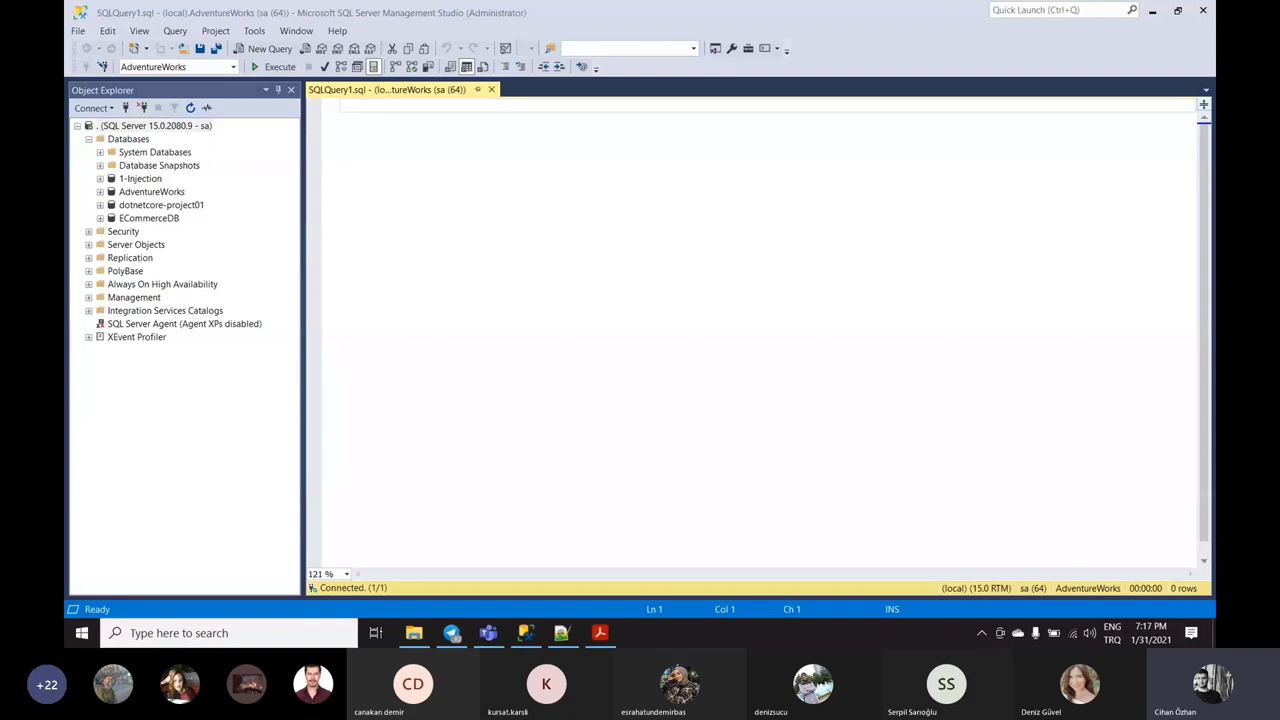 SQLQuery1.sql - (local).AdventureWorks (sa (64)) - Microsoft SQL Server Management Studio (Administrator)
Quick Launch (Ctrl+Q)
File Edit View Query Project Tools Window Help
New Query
AdventureWorks
Execute
Object Explorer
SQLQuery1.sql - (lo...tureWorks (sa (64))
Connect
. (SQL Server 15.0.2080.9 - sa)
Databases
System Databases
Database Snapshots
1-Injection
AdventureWorks
dotnetcore-project01
ECommerceDB
Security
Server Objects
Replication
PolyBase
Always On High Availability
Management
Integration Services Catalogs
SQL Server Agent (Agent XPs disabled)
XEvent Profiler
121 %
Connected. (1/1)
(local) (15.0 RTM) sa (64) AdventureWorks 00:00:00 0 rows
Ready
Ln 1 Col 1 Ch 1 INS
Type here to search
ENG
TRQ
7:17 PM
1/31/2021
+22
CD
K
SS
canakan demir
kursat.karsli
esrahatundemirbas
denizsucu
Serpil Sarıoğlu
Deniz Güvel
Cihan Özhan